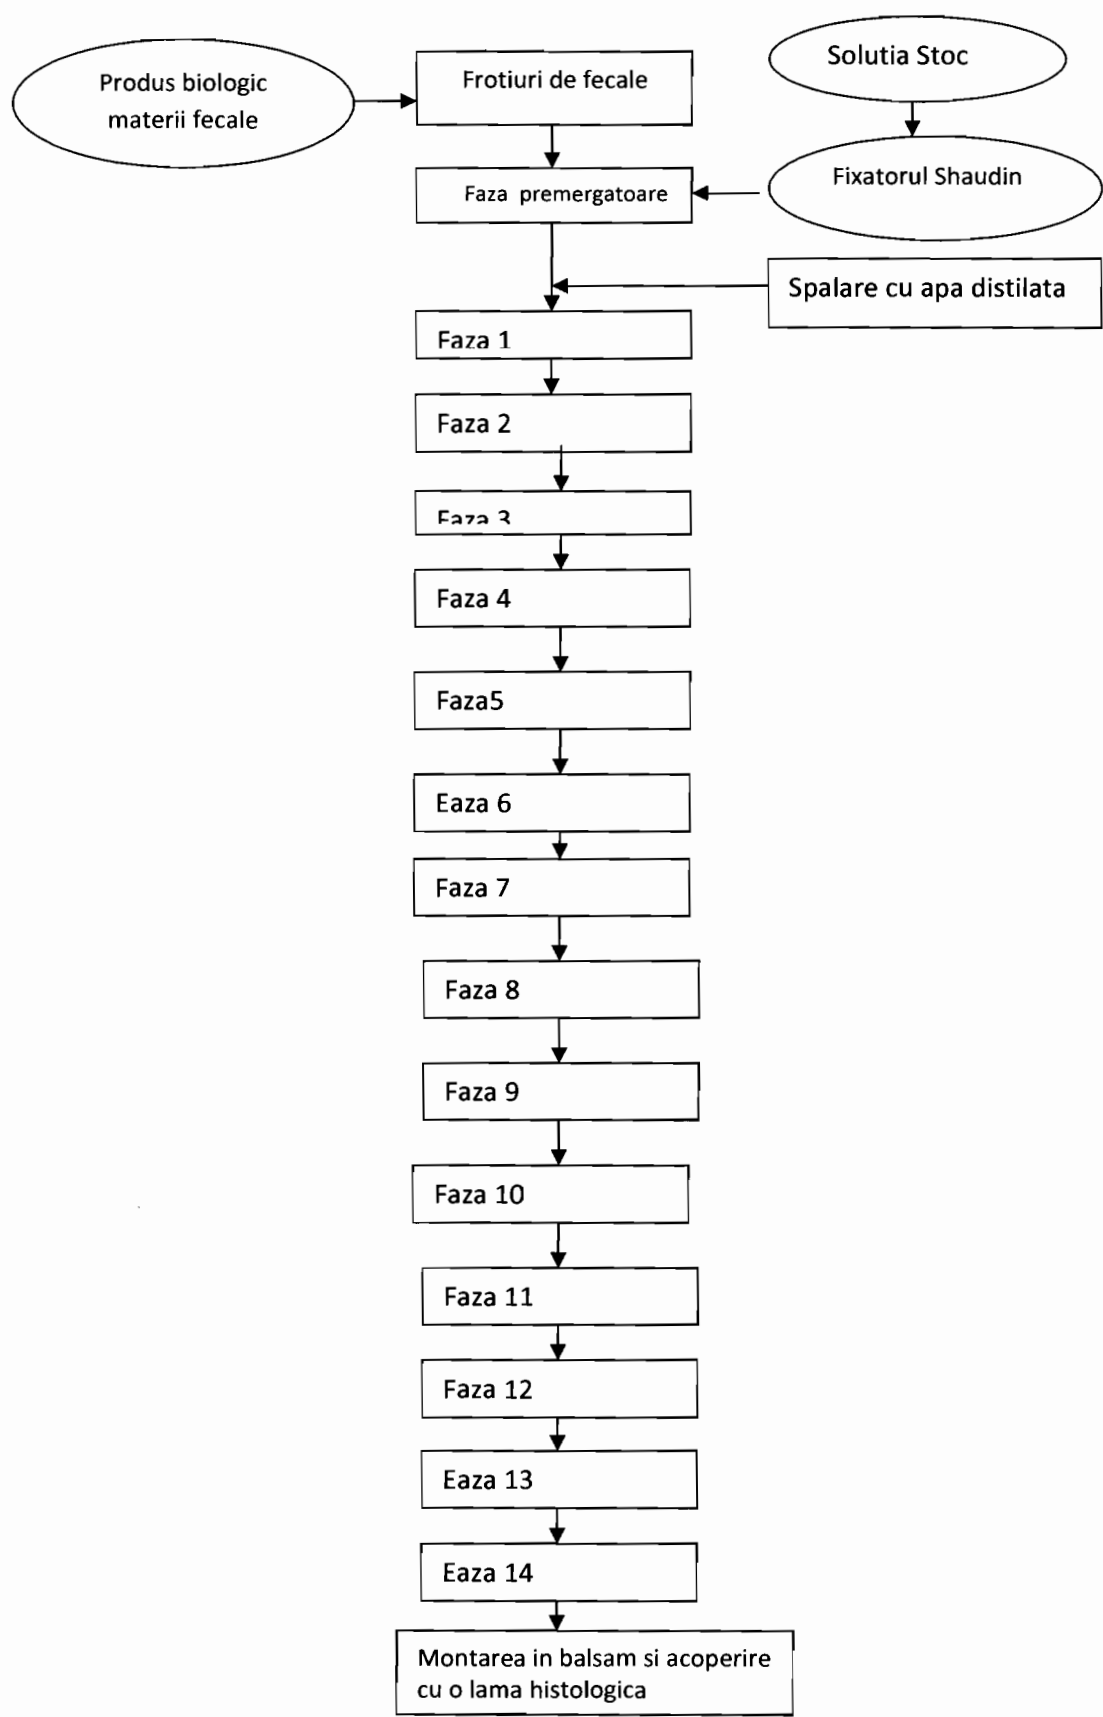 Produs biologic
materii fecale
Frotiuri de fecale
Solutia Stoc
Fixatorul Shaudin
Faza premergatoare
Spalare cu apa distilata
Faza 1
Faza 2
Faza 3
Faza 4
Faza5
Eaza 6
Faza 7
Faza 8
Faza 9
Faza 10
Faza 11
Faza 12
Eaza 13
Eaza 14
Montarea in balsam si acoperire
cu o lama histologica